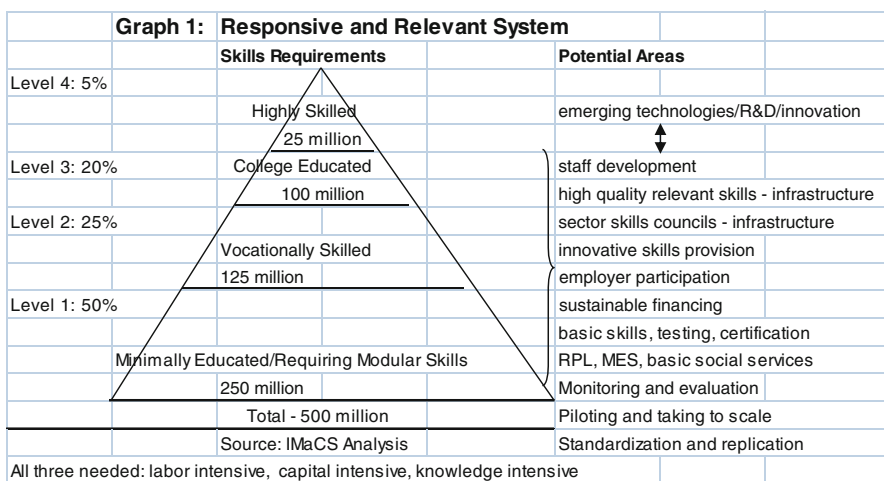 Graph 1: Responsive and Relevant System
Skills Requirements Potential Areas
Level 4: 5%
Highly Skilled emerging technologies/R&D/innovation
25 million
Level 3: 20% College Educated staff development
100 million high quality relevant skills - infrastructure
Level 2: 25% sector skills councils - infrastructure
Vocationally Skilled innovative skills provision
125 million employer participation
Level 1: 50% sustainable financing
basic skills, testing, certification
Minimally Educated/Requiring Modular Skills RPL, MES, basic social services
250 million Monitoring and evaluation
Total - 500 million Piloting and taking to scale
Source: IMaCS Analysis Standardization and replication
All three needed: labor intensive, capital intensive, knowledge intensive